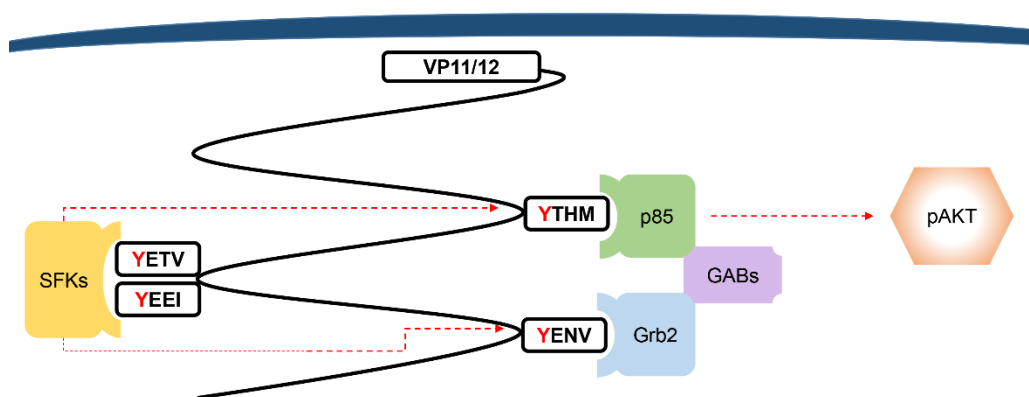 VP11/12
YTHM
p85
pAKT
SFKs
YETV
YEEI
GABs
YENV
Grb2